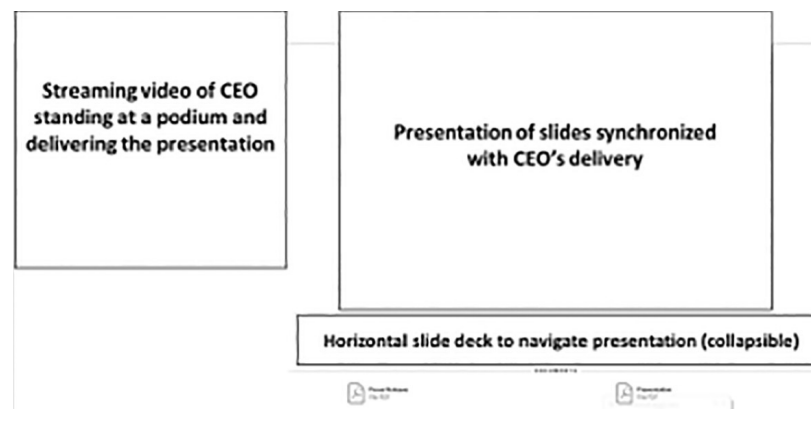 Streaming video of CEO
standing at a podium and
delivering the presentation
Presentation of slides synchronized
with CEO's delivery
Horizontal slide deck to navigate presentation (collapsible)